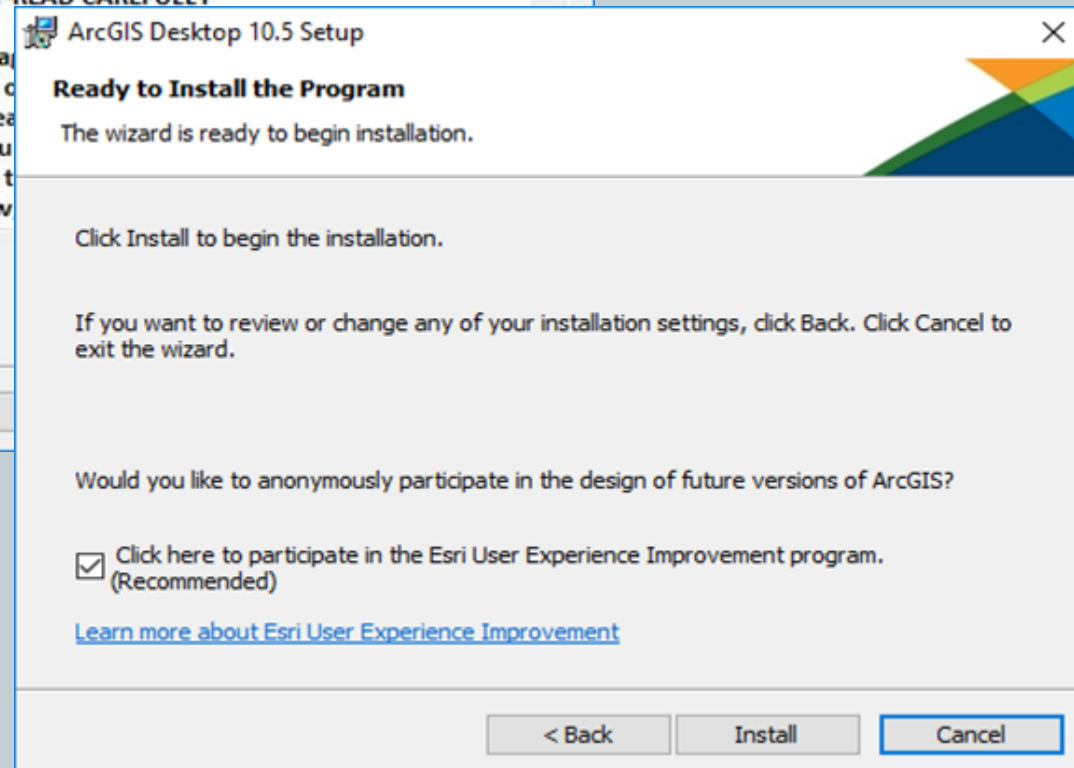 READ CAREFULLY
ArcGIS Desktop 10.5 Setup
Ready to Install the Program
The wizard is ready to begin installation.
Click Install to begin the installation.
If you want to review or change any of your installation settings, click Back. Click Cancel to
exit the wizard.
Would you like to anonymously participate in the design of future versions of ArcGIS?
Click here to participate in the Esri User Experience Improvement program.
(Recommended)
Learn more about Esri User Experience Improvement
< Back
Install
Cancel